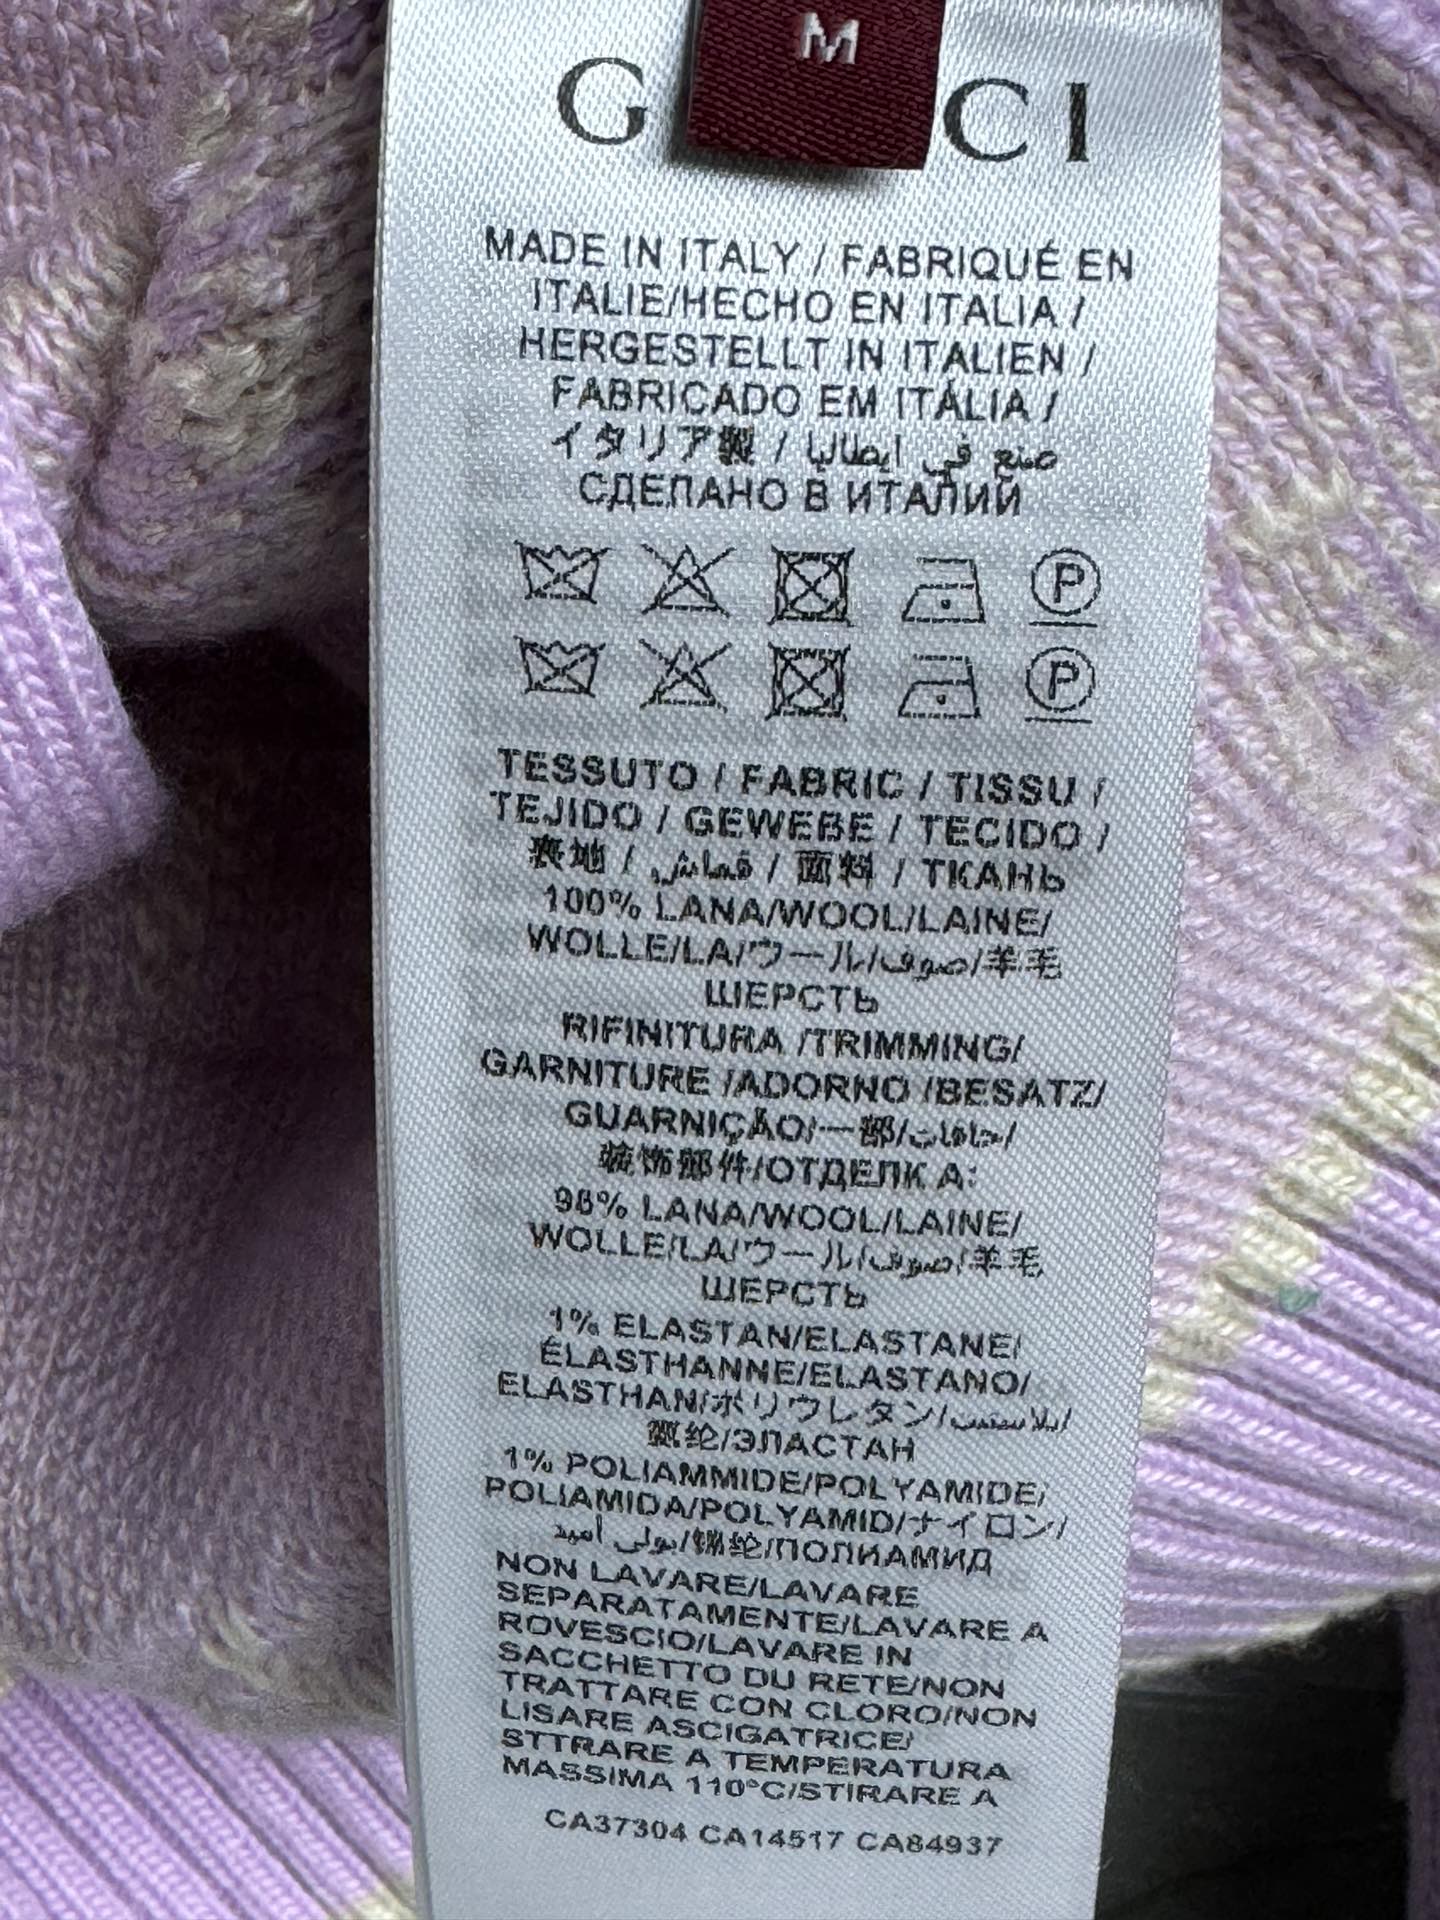 M
G CI
MADE IN ITALY / FABRIQUÉ EN
ITALIE/HECHO EN ITALIA /
HERGESTELLT IN ITALIEN /
FABRICADO EM ITÁLIA /
イタリア製 / صنع في ايطاليا
СДЕЛАНО В ИТАЛИЙ
P
P
TESSUTO / FABRIC / TISSU /
TEJIDO / GEWEBE / TECIDO /
表地 / قماش / 面料 / ТКАНЬ
100% LANA/WOOL/LAINE/
WOLLE/LA/ウール/صوف/羊毛
ШЕРСТЬ
RIFINITURA /TRIMMING/
GARNITURE /ADORNO /BESATZ/
GUARNIÇÃO/一部/حافات/
装饰部件/ОТДЕЛК А:
98% LANA/WOOL/LAINE/
WOLLE/LA/ウール/صوف/羊毛
ШЕРСТЬ
1% ELASTAN/ELASTANE/
ÉLASTHANNE/ELASTANO/
ELASTHAN/ポリウレタン/
氨纶/ЭЛАСТАН
1% POLIAMMIDE/POLYAMIDE/
POLIAMIDA/POLYAMID/ナイロン/
بولي أميد/锦纶/ПОЛИАМИД
NON LAVARE/LAVARE
SEPARATAMENTE/LAVARE A
ROVESCIO/LAVARE IN
SACCHETTO DU RETE/NON
TRATTARE CON CLORO/NON
LISARE ASCIGATRICE/
STTRARE A TEMPERATURA
MASSIMA 110°C/STIRARE A
CA37304 CA14517 CA84937